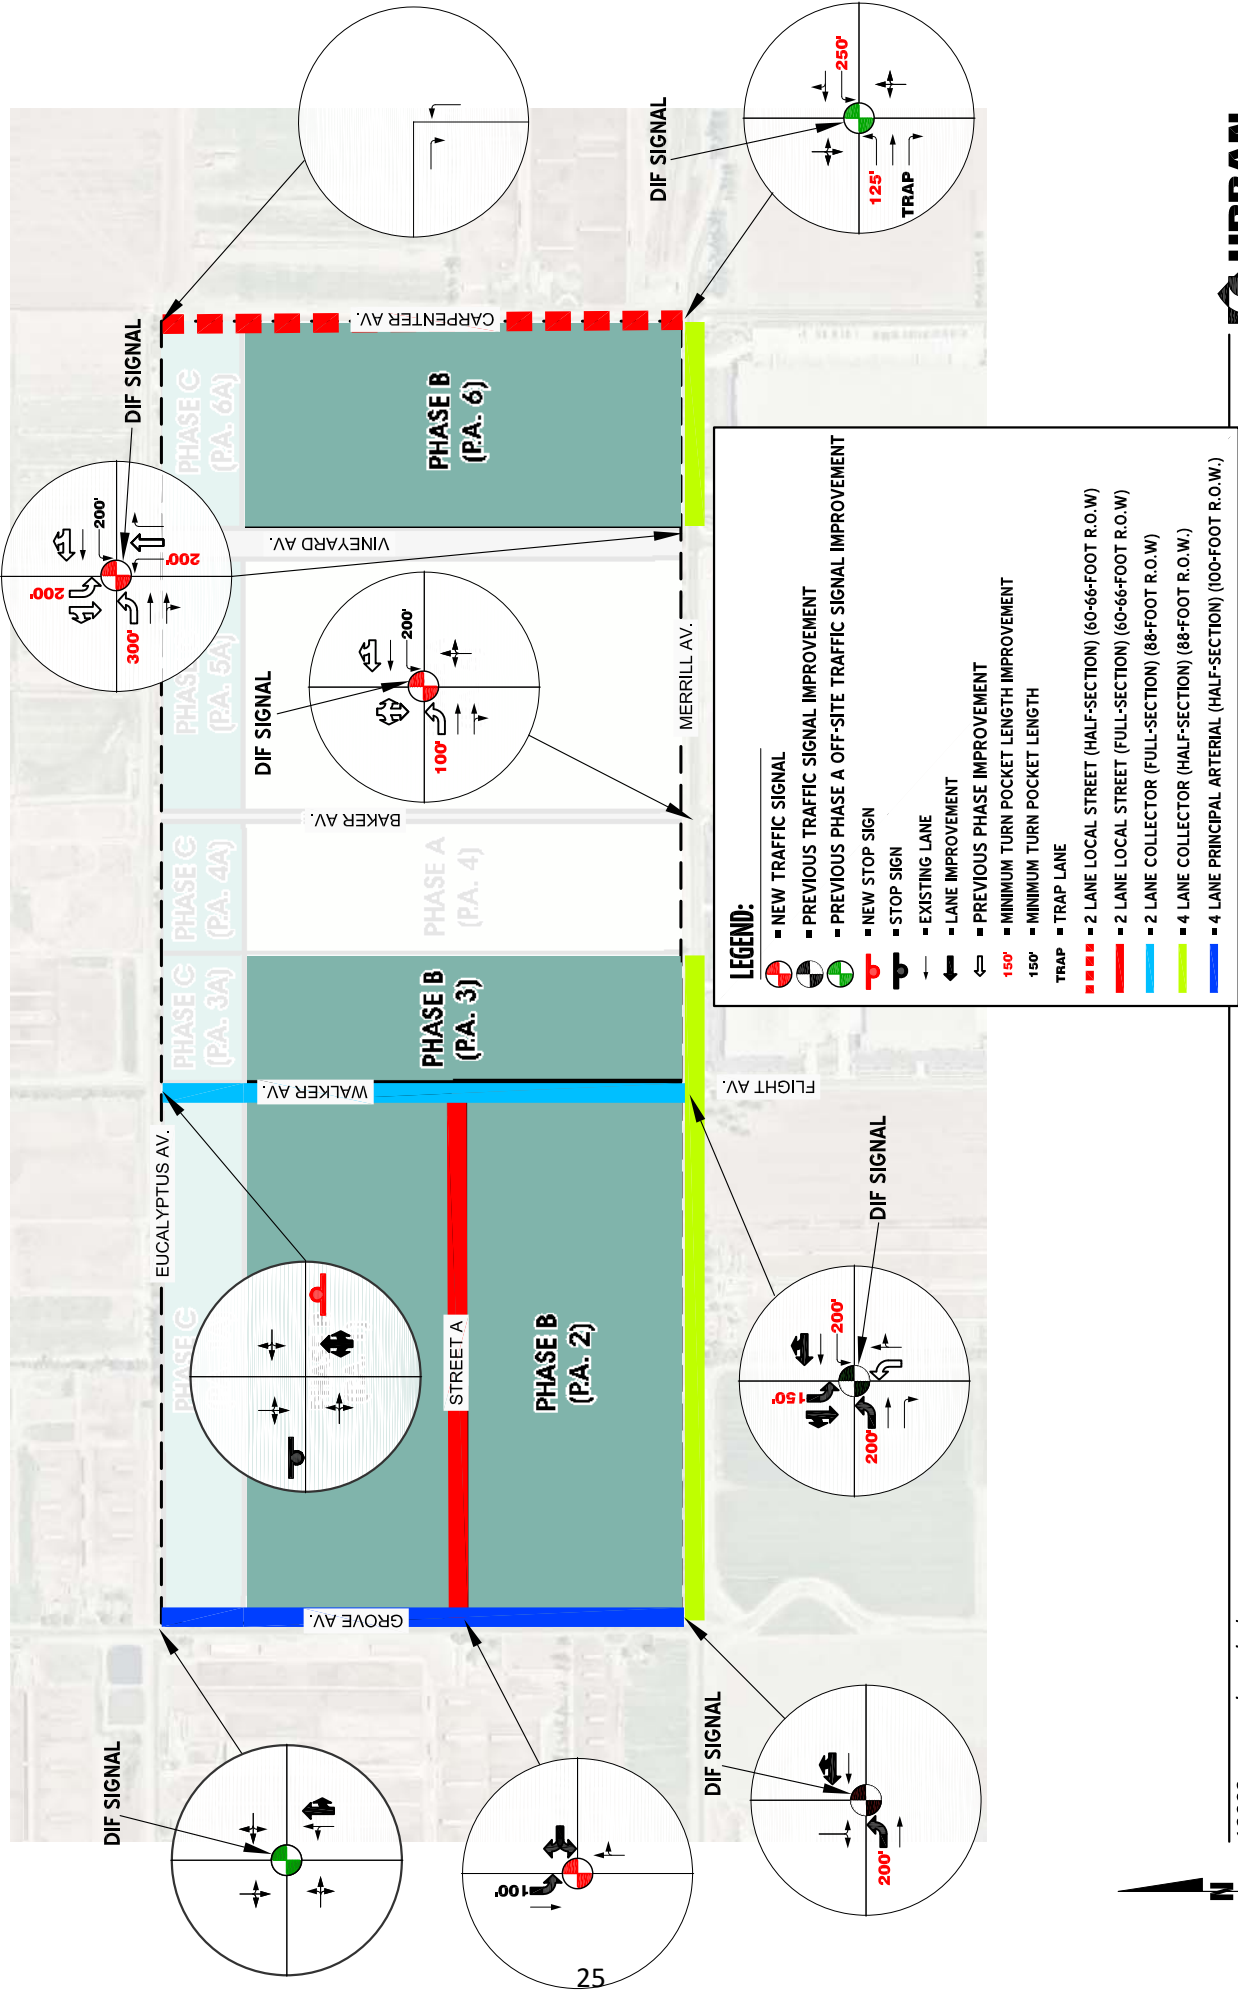 DIF SIGNAL
DIF SIGNAL
200'
200'
300'
200'
PHASE C
(P.A. 6A)
CARPENTER AV.
PHASE B
(P.A. 6)
VINEYARD AV.
DIF SIGNAL
250'
125'
TRAP
(P.A. 5A)
DIF SIGNAL
200'
100'
MERRILL AV.
BAKER AV.
PHASE C
(P.A. 4A)
PHASE A
(P.A. 4)
PHASE C
(P.A. 3A)
PHASE B
(P.A. 3)
WALKER AV.
FLIGHT AV.
EUCALYPTUS AV.
PHASE C
STREET A
PHASE B
(P.A. 2)
DIF SIGNAL
200'
150'
200'
GROVE AV.
DIF SIGNAL
100'
DIF SIGNAL
200'
LEGEND:
- NEW TRAFFIC SIGNAL
- PREVIOUS TRAFFIC SIGNAL IMPROVEMENT
- PREVIOUS PHASE A OFF-SITE TRAFFIC SIGNAL IMPROVEMENT
- NEW STOP SIGN
- STOP SIGN
- EXISTING LANE
- LANE IMPROVEMENT
- PREVIOUS PHASE IMPROVEMENT
150' - MINIMUM TURN POCKET LENGTH IMPROVEMENT
150' - MINIMUM TURN POCKET LENGTH
TRAP - TRAP LANE
- 2 LANE LOCAL STREET (HALF-SECTION) (60-66-FOOT R.O.W)
- 2 LANE LOCAL STREET (FULL-SECTION) (60-66-FOOT R.O.W)
- 2 LANE COLLECTOR (FULL-SECTION) (88-FOOT R.O.W)
- 4 LANE COLLECTOR (HALF-SECTION) (88-FOOT R.O.W.)
- 4 LANE PRINCIPAL ARTERIAL (HALF-SECTION) (100-FOOT R.O.W.)
N
25